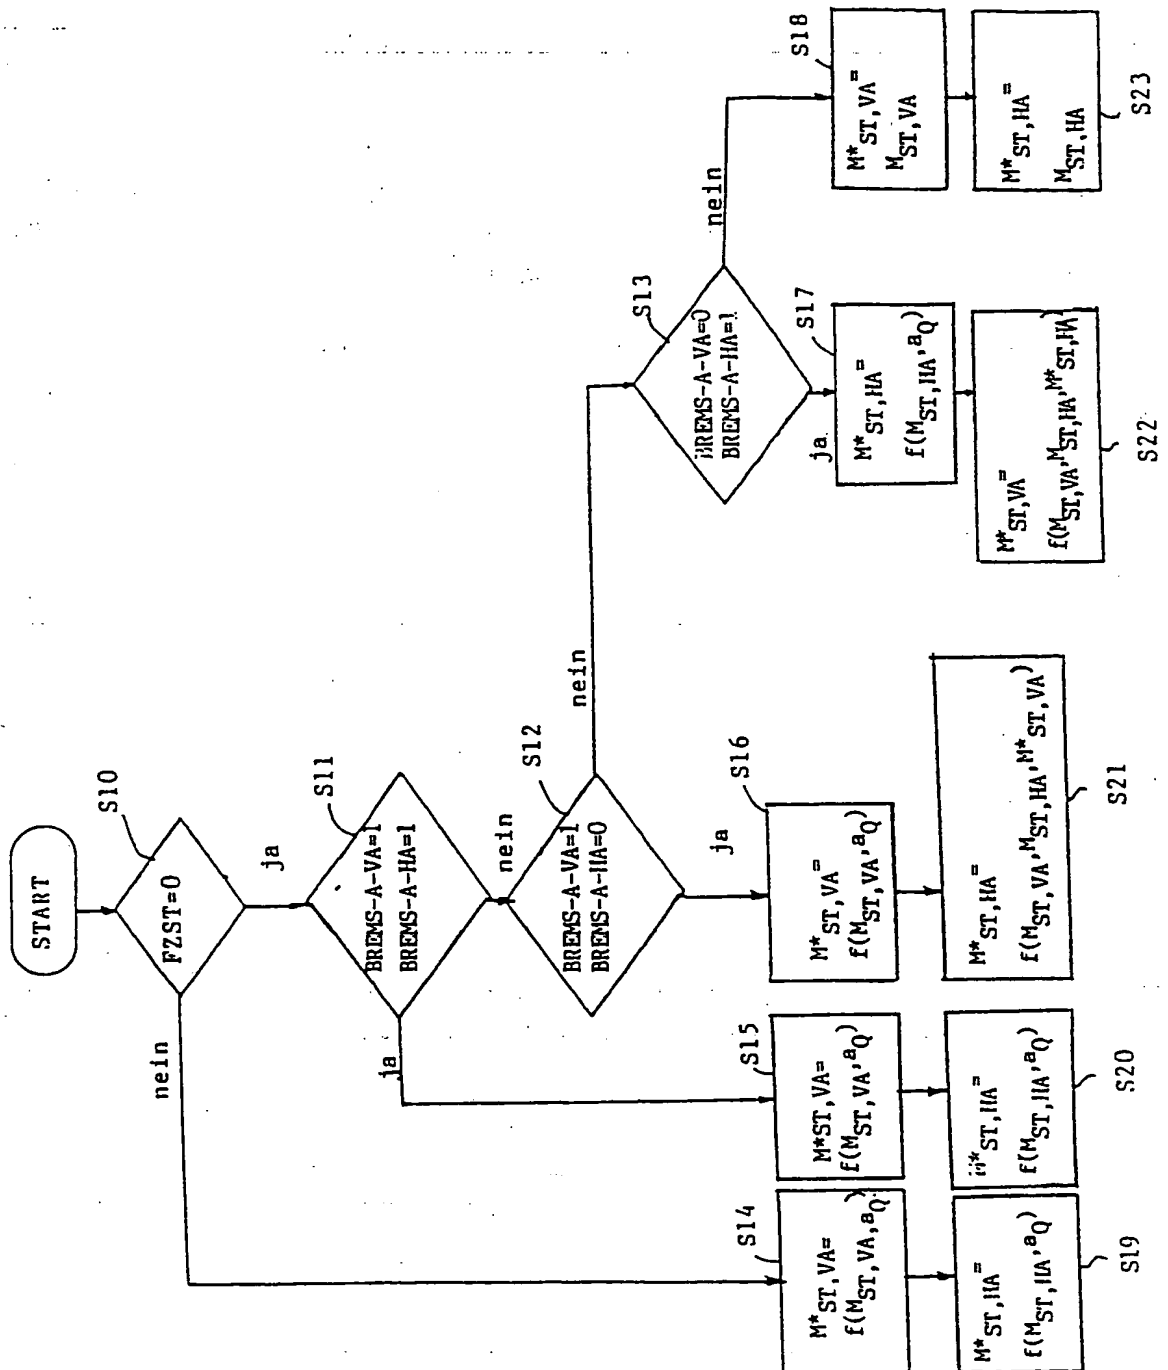 START
S10
FZST=0
nein
ja
S11
BREMS-A-VA=1
BREMS-A-HA=1
ja
nein
S12
BREMS-A-VA=1
BREMS-A-HA=0
nein
ja
S13
BREMS-A-VA=0
BREMS-A-HA=1
nein
ja
S14
M*ST,VA=
f(MST,VA,aQ)
S15
M*ST,VA=
f(MST,VA,aQ)
S16
M*ST,VA=
f(MST,VA,aQ)
S17
M*ST,HA=
f(MST,HA,aQ)
S18
M*ST,VA=
MST,VA
M*ST,HA=
f(MST,HA,aQ)
S19
M*ST,HA=
f(MST,HA,aQ)
S20
M*ST,HA=
f(MST,VA,MST,HA,M*ST,VA)
S21
M*ST,VA=
f(MST,VA,MST,HA,M*ST,HA)
S22
M*ST,HA=
MST,HA
S23